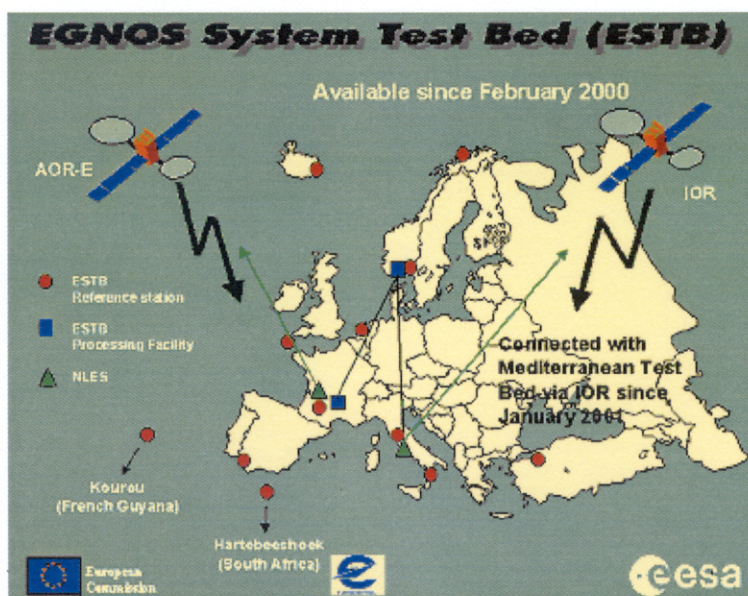 EGNOS System Test Bed (ESTB)
Available since February 2000
AOR-E
IOR
ESTB
Reference station
ESTB
Processing Facility
NLES
Connected with
Mediterranean Test
Bed via IOR since
January 2001
Kourou
(French Guyana)
Hartebeeshoek
(South Africa)
European
Commission
esa